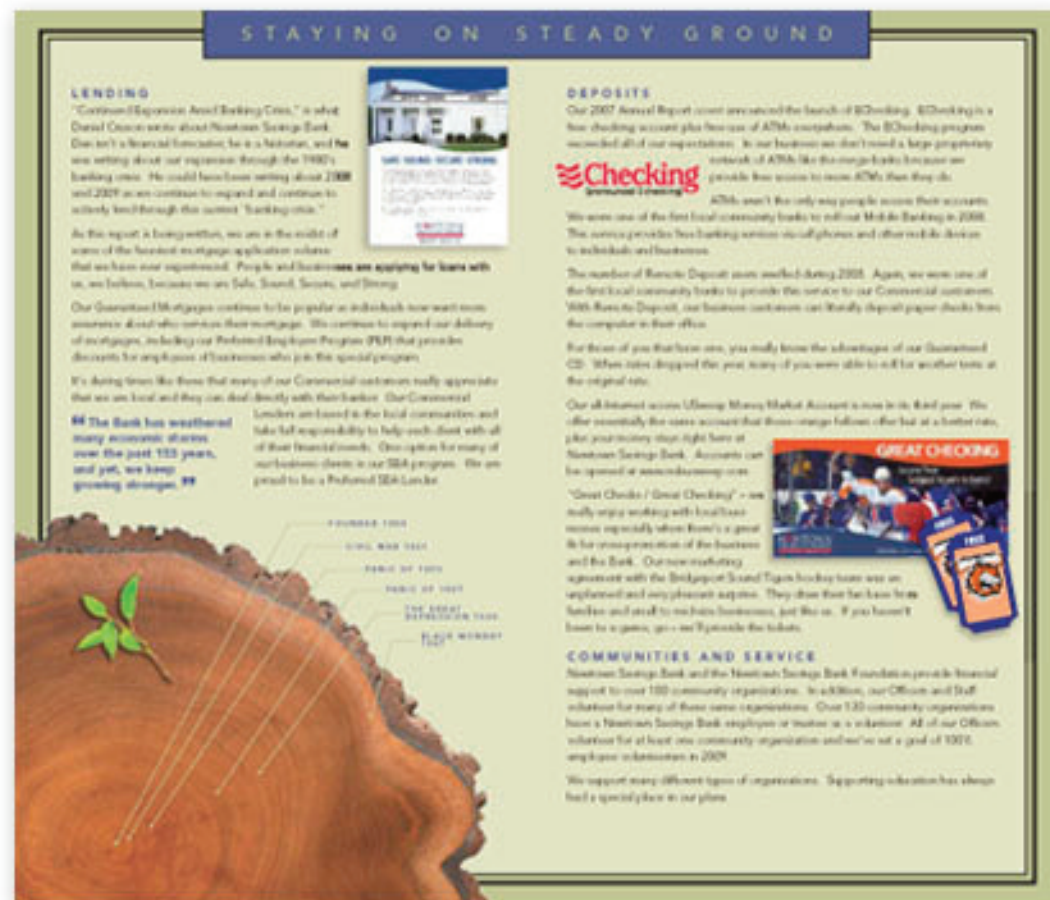 STAYING ON STEADY GROUND
LENDING
"Continued Expansion Amid Banking Crisis," is what
Daniel Cruson wrote about Newtown Savings Bank.
Dan isn't a financial forecaster, he is a historian, and he
was writing about our expansion through the 1980's
banking crisis. He could have been writing about 2008
and 2009 as we continue to expand and continue to
actively lend through this current "banking crisis."
As this report is being written, we are in the midst of
some of the heaviest mortgage application volume
that we have ever experienced. People and businesses are applying for loans with
us, we believe, because we are Safe, Sound, Secure, and Strong.
Our Guaranteed Mortgages continue to be popular as individuals now want more
assurance about who services their mortgage. We continue to expand our delivery
of mortgages, including our Preferred Employee Program (PEP) that provides
discounts for employees of businesses who join this special program.
It's during times like these that many of our Commercial customers really appreciate
that we are local and they can deal directly with their banker. Our Commercial
Lenders are based in the local communities and
take full responsibility to help each client with all
of their financial needs. One option for many of
our business clients is our SBA program. We are
proud to be a Preferred SBA Lender.
"The Bank has weathered
many economic storms
over the past 153 years,
and yet, we keep
growing stronger."
SAFE SOUND SECURE STRONG
FOUNDED 1855
CIVIL WAR 1861
PANIC OF 1873
PANIC OF 1907
THE GREAT
DEPRESSION 1929
BLACK MONDAY
1987
DEPOSITS
Our 2007 Annual Report cover announced the launch of EChecking. EChecking is a
free checking account plus free use of ATMs everywhere. The EChecking program
exceeded all of our expectations. In our business we don't need a large proprietary
network of ATMs like the mega-banks because we
provide free access to more ATMs than they do.
Checking
ATMs aren't the only way people access their accounts.
We were one of the first local community banks to roll out Mobile Banking in 2008.
This service provides free banking services via cell phones and other mobile devices
to individuals and businesses.
The number of Remote Deposit users swelled during 2008. Again, we were one of
the first local community banks to provide this service to our Commercial customers.
With Remote Deposit, our business customers can literally deposit paper checks from
the computer in their office.
For those of you that have one, you really know the advantages of our Guaranteed
CD. When rates dropped this year, many of you were able to roll for another term at
the original rate.
Our all-Internet access Money Market Account is now in its third year. We
offer essentially the same account that those orange fellows offer but at a better rate,
plus your money stays right here at
Newtown Savings Bank. Accounts can
be opened at
GREAT CHECKING
"Great Checks / Great Checking" – we
really enjoy working with local businesses
especially when there's a great
fit for cross-promotion of the business
and the Bank. Our new marketing
agreement with the Bridgeport Sound Tigers hockey team was an
unplanned and very pleasant surprise. They draw their fan base from
families and small to mid-size businesses, just like us. If you haven't
been to a game, go – we'll provide the tickets.
FREE
FREE
COMMUNITIES AND SERVICE
Newtown Savings Bank and the Newtown Savings Bank Foundation provide financial
support to over 100 community organizations. In addition, our Officers and Staff
volunteer for many of these same organizations. Over 130 community organizations
have a Newtown Savings Bank employee or trustee as a volunteer. All of our Officers
volunteer for at least one community organization and we've set a goal of 100%
employee volunteerism in 2009.
We support many different types of organizations. Supporting education has always
had a special place in our plans.